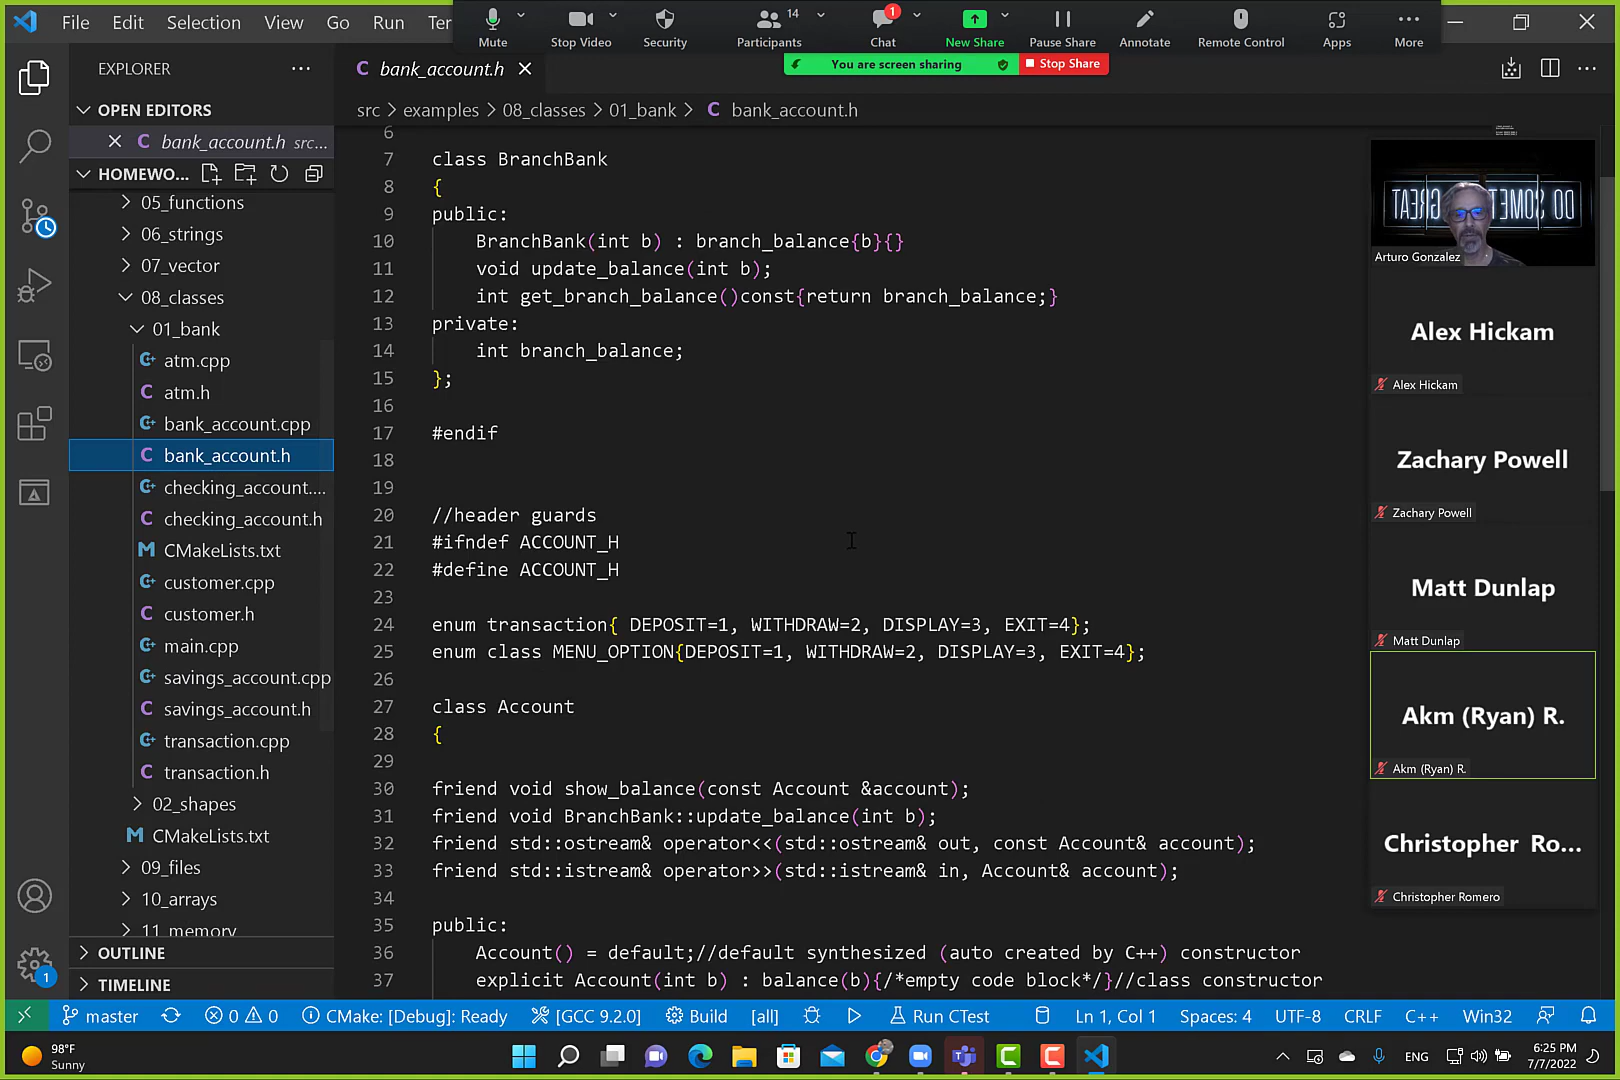 File Edit Selection View Go Run Ter
Mute Stop Video Security Participants 14 Chat 1 New Share Pause Share Annotate Remote Control Apps More
You are screen sharing Stop Share
EXPLORER
bank_account.h
OPEN EDITORS
bank_account.h src...
src > examples > 08_classes > 01_bank > C bank_account.h
HOMEWO...
05_functions
06_strings
07_vector
08_classes
01_bank
atm.cpp
atm.h
bank_account.cpp
bank_account.h
checking_account....
checking_account.h
CMakeLists.txt
customer.cpp
customer.h
main.cpp
savings_account.cpp
savings_account.h
transaction.cpp
transaction.h
02_shapes
CMakeLists.txt
09_files
10_arrays
11_memory
OUTLINE
TIMELINE
6
7 class BranchBank
8 {
9 public:
10 BranchBank(int b) : branch_balance{b}{}
11 void update_balance(int b);
12 int get_branch_balance()const{return branch_balance;}
13 private:
14 int branch_balance;
15 };
16
17 #endif
18
19
20 //header guards
21 #ifndef ACCOUNT_H
22 #define ACCOUNT_H
23
24 enum transaction{ DEPOSIT=1, WITHDRAW=2, DISPLAY=3, EXIT=4};
25 enum class MENU_OPTION{DEPOSIT=1, WITHDRAW=2, DISPLAY=3, EXIT=4};
26
27 class Account
28 {
29
30 friend void show_balance(const Account &account);
31 friend void BranchBank::update_balance(int b);
32 friend std::ostream& operator<<(std::ostream& out, const Account& account);
33 friend std::istream& operator>>(std::istream& in, Account& account);
34
35 public:
36 Account() = default;//default synthesized (auto created by C++) constructor
37 explicit Account(int b) : balance(b){/*empty code block*/}//class constructor
DO SOMETHING GREAT
Arturo Gonzalez
Alex Hickam
Alex Hickam
Zachary Powell
Zachary Powell
Matt Dunlap
Matt Dunlap
Akm (Ryan) R.
Akm (Ryan) R.
Christopher Ro...
Christopher Romero
1
master 0 0 CMake: [Debug]: Ready [GCC 9.2.0] Build [all] Run CTest Ln 1, Col 1 Spaces: 4 UTF-8 CRLF C++ Win32
98°F
Sunny
ENG
6:25 PM
7/7/2022